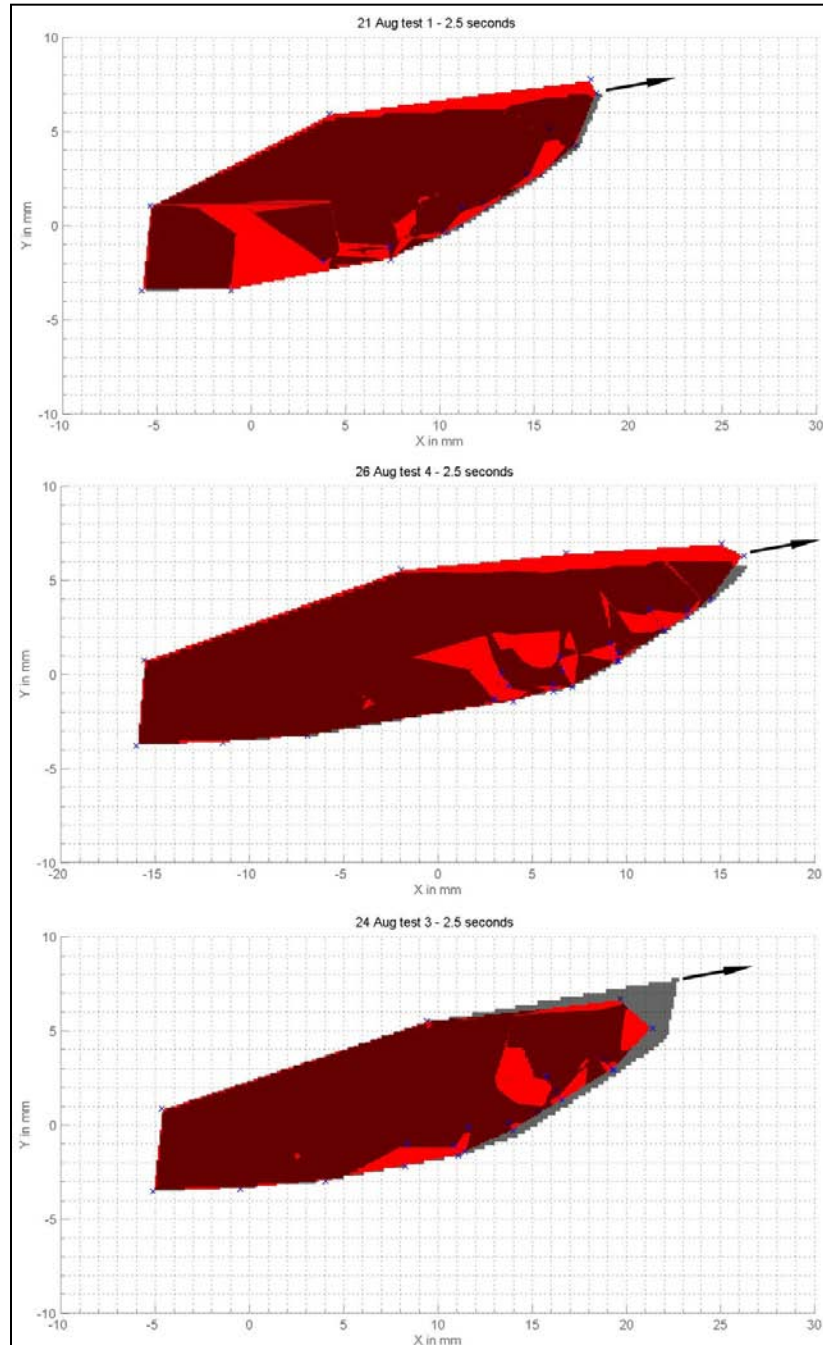 21 Aug test 1 - 2.5 seconds
10
5
0
-5
-10
Y in mm
-10 -5 0 5 10 15 20 25 30
X in mm
26 Aug test 4 - 2.5 seconds
10
5
0
-5
-10
Y in mm
-20 -15 -10 -5 0 5 10 15 20
X in mm
24 Aug test 3 - 2.5 seconds
10
5
0
-5
-10
Y in mm
-10 -5 0 5 10 15 20 25 30
X in mm